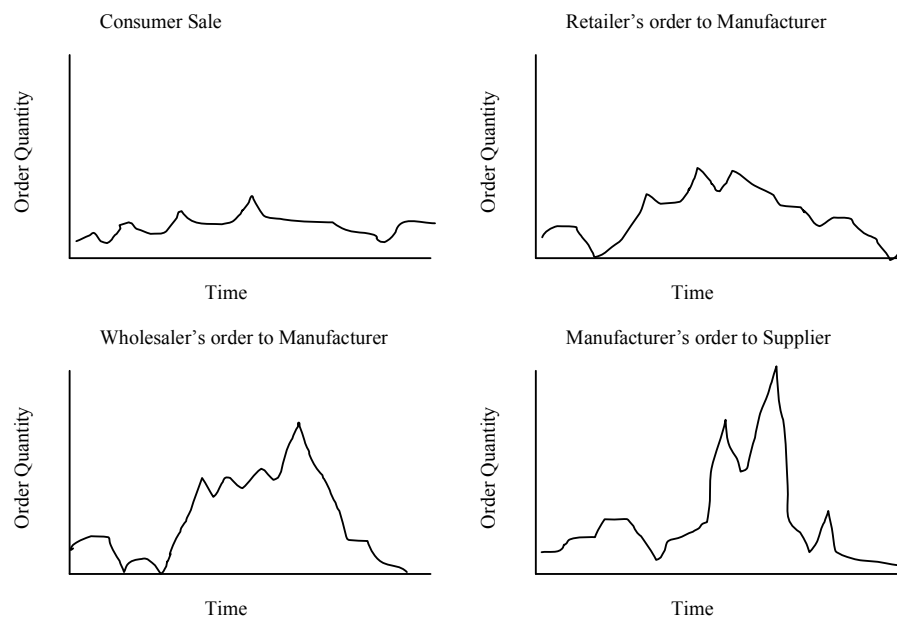 Consumer Sale
Retailer’s order to Manufacturer
Order Quantity
Order Quantity
Time
Time
Wholesaler’s order to Manufacturer
Manufacturer’s order to Supplier
Order Quantity
Order Quantity
Time
Time